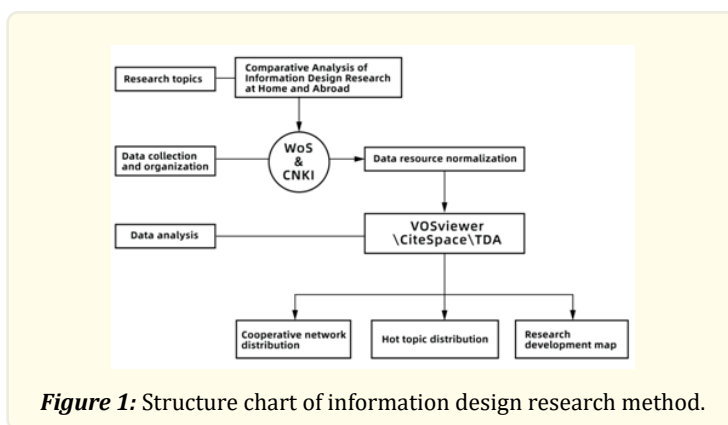 Research topics
Comparative Analysis of
Information Design Research
at Home and Abroad
Data collection
and organization
WoS
&
CNKI
Data resource normalization
Data analysis
VOSviewer
\CiteSpace\TDA
Cooperative network
distribution
Hot topic distribution
Research
development map
Figure 1: Structure chart of information design research method.